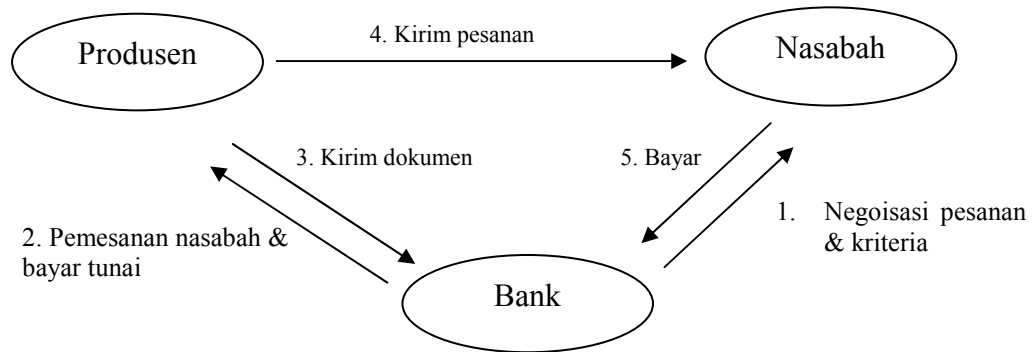 4. Kirim pesanan
Produsen
Nasabah
3. Kirim dokumen
5. Bayar
1. Negoisasi pesanan
& kriteria
2. Pemesanan nasabah &
bayar tunai
Bank